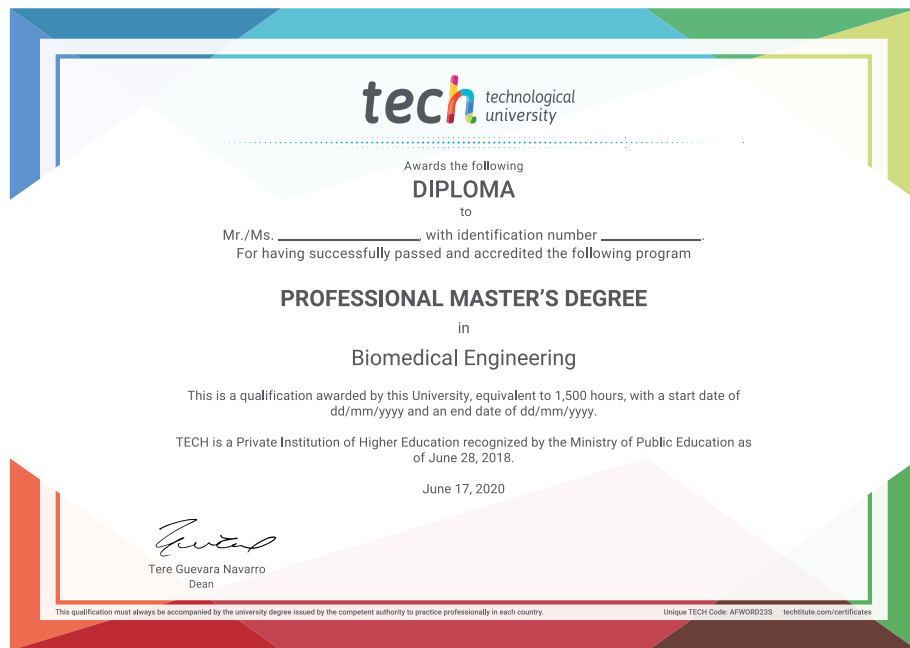 tech technological
university
Awards the following
DIPLOMA
to
Mr./Ms. ____________________, with identification number ______________.
For having successfully passed and accredited the following program
PROFESSIONAL MASTER’S DEGREE
in
Biomedical Engineering
This is a qualification awarded by this University, equivalent to 1,500 hours, with a start date of
dd/mm/yyyy and an end date of dd/mm/yyyy.
TECH is a Private Institution of Higher Education recognized by the Ministry of Public Education as
of June 28, 2018.
June 17, 2020
Tere Guevara Navarro
Dean
This qualification must always be accompanied by the university degree issued by the competent authority to practice professionally in each country.
Unique TECH Code: AFWORD23S techtitute.com/certificates